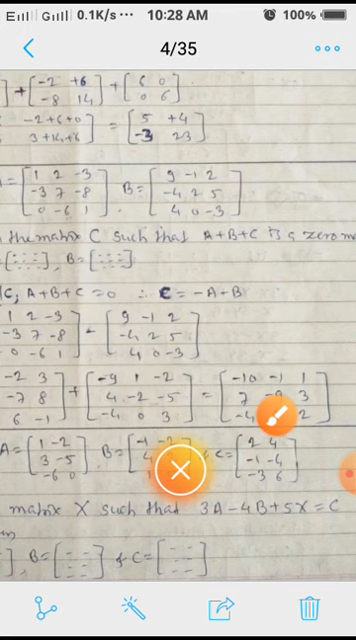 0.1K/s ··· 10:28 AM 100%
4/35
] + [-2 +6] + [6 0]
-8 14] 0 6].
-2+6+0] = [5 +4]
3+14+6] -3 23]
= [1 2 -3] B = [9 -1 2]
-3 7 -8] -4 2 5]
0 -6 1]. 4 0 -3]
the matrix C such that A+B+C is a zero
B = [
A+B+C = 0 ∴ C = -A-B
1 2 -3] - [9 -1 2]
-3 7 -8] -4 2 5]
0 -6 1] 4 0 -3]
-2 3] + [-9 1 -2] = [-10 -1 1]
-7 8] 4 -2 -5] 7 3]
6 -1] -4 0 3] -4 2]
A = [1 -2] B = [-1 -2] & C = [2 4]
3 -5] 4 -1 -4]
-6 0] -3 6]
matrix X such that 3A-4B+5X=C
], B = [ ] & C = [ ]